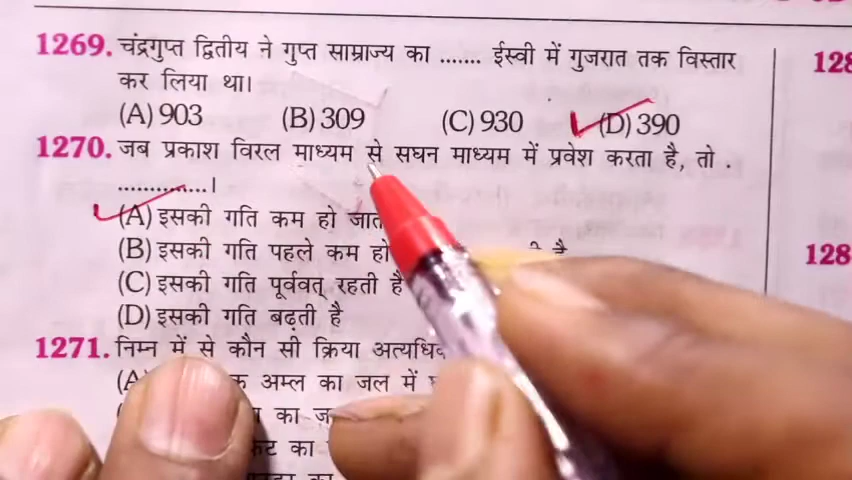 1269. चंद्रगुप्त द्वितीय ने गुप्त साम्राज्य का ....... ईस्वी में गुजरात तक विस्तार
कर लिया था।
(A) 903 (B) 309 (C) 930 (D) 390
1270. जब प्रकाश विरल माध्यम से सघन माध्यम में प्रवेश करता है, तो .
..............।
(A) इसकी गति कम हो
(B) इसकी गति पहले कम हो है
(C) इसकी गति पूर्ववत् रहती है
(D) इसकी गति बढ़ती है
1271. निम्न में से कौन सी क्रिया
(A) अम्ल का जल में
का
का
128
128